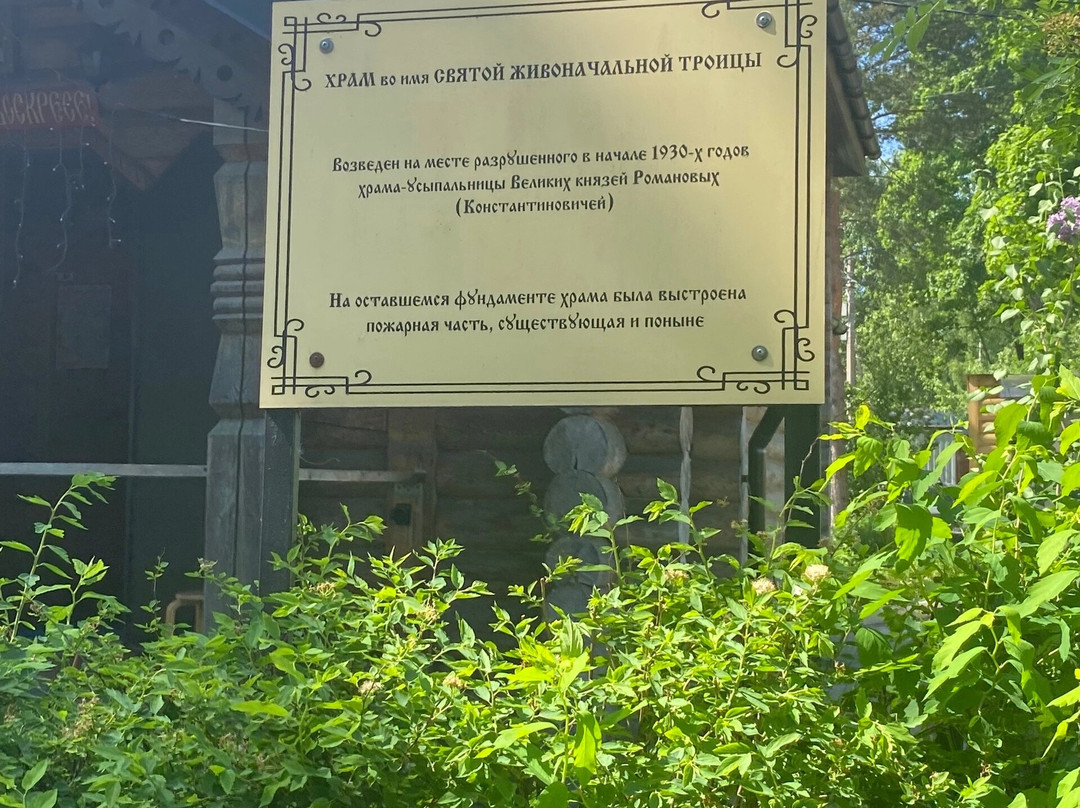 ВОСКРЕСЕ!
ХРАМ во имя СВЯТОЙ ЖИВОНАЧАЛЬНОЙ ТРОИЦЫ
Возведен на месте разрушенного в начале 1930-х годов
храма-усыпальницы Великих князей Романовых
(Константиновичей)
На оставшемся фундаменте храма была выстроена
пожарная часть, существующая и поныне